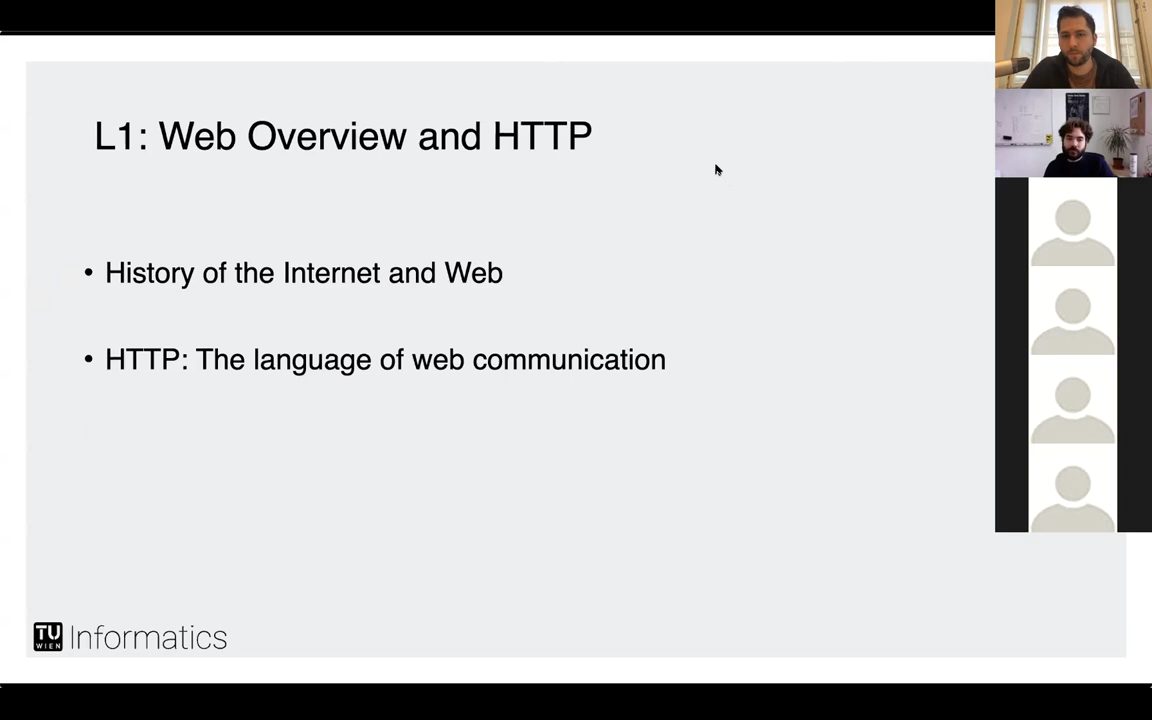 L1: Web Overview and HTTP
• History of the Internet and Web
• HTTP: The language of web communication
TU
WIEN
Informatics